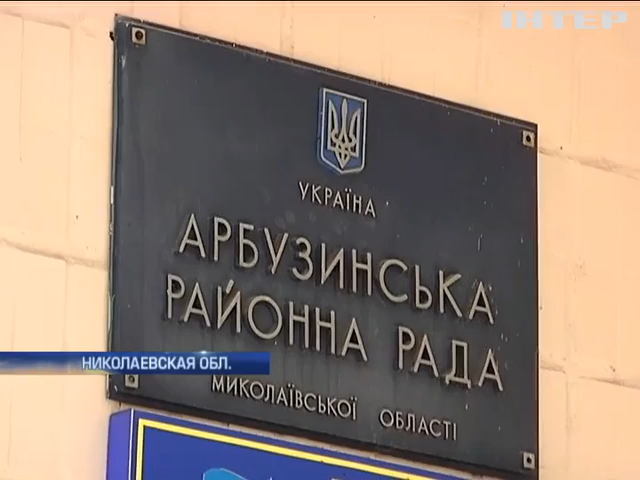 ІНТЕР
УКРАЇНА
АРБУЗИНСЬКА
РАЙОННА РАДА
МИКОЛАЇВСЬКОЇ ОБЛАСТІ
НИКОЛАЕВСКАЯ ОБЛ.